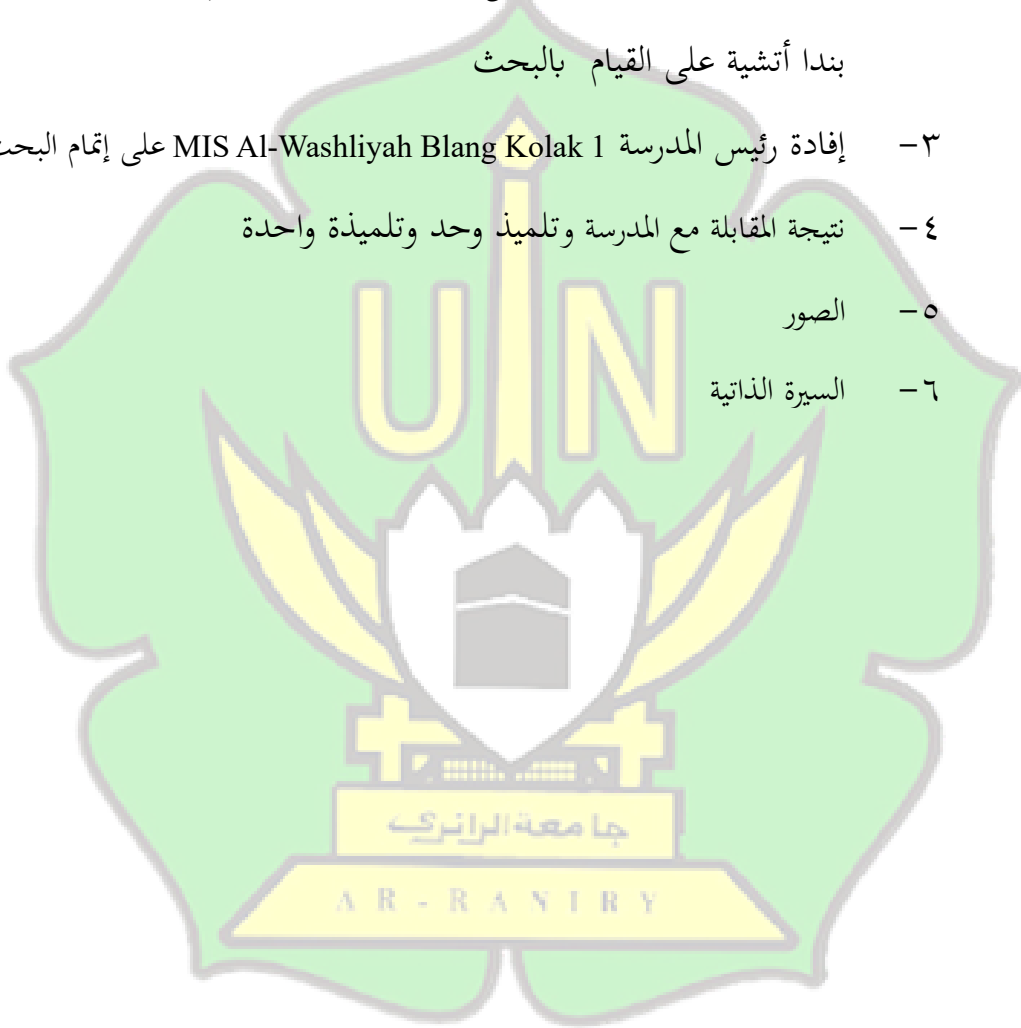 بندا أتشية على القيام بالبحث
٣- إفادة رئيس المدرسة MIS Al-Washliyah Blang Kolak 1 على إتمام البحث
٤- نتيجة المقابلة مع المدرسة وتلميذ وحد وتلميذة واحدة
٥- الصور
٦- السيرة الذاتية
UIN
جامعة الرانري
AR-RANIRY